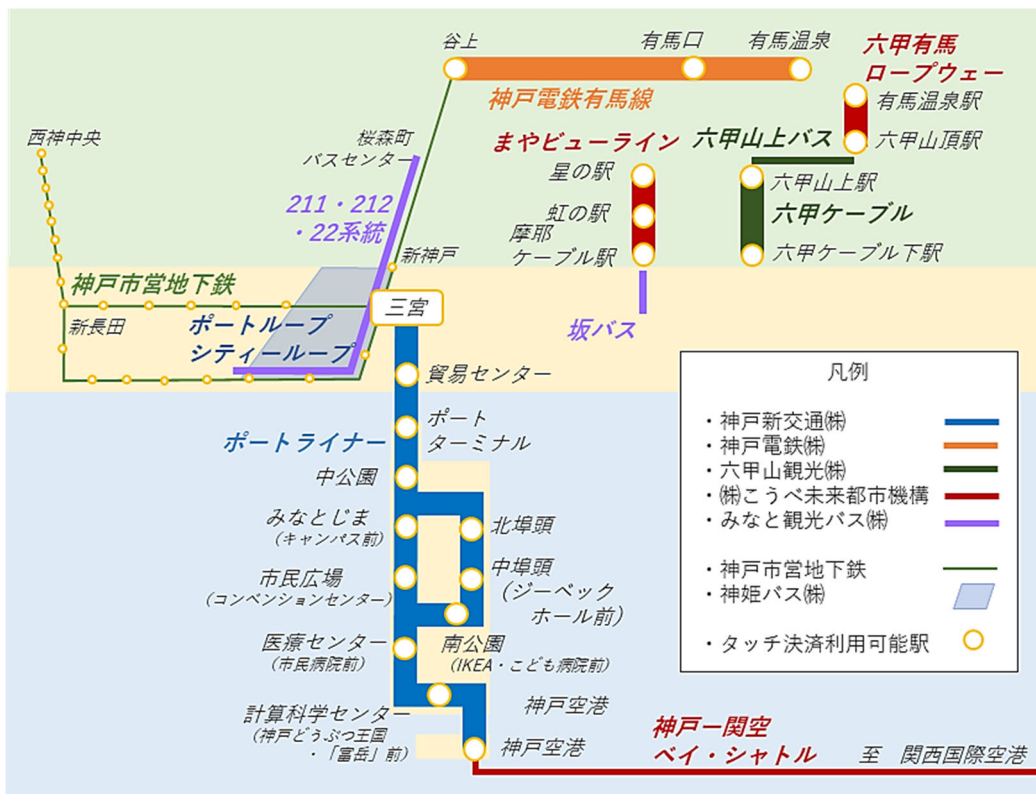 谷上
有馬口
有馬温泉
六甲有馬
ロープウェー
神戸電鉄有馬線
有馬温泉駅
西神中央
桜森町
バスセンター
まやビューライン
六甲山上バス
六甲山頂駅
星の駅
六甲山上駅
211・212
・22系統
虹の駅
六甲ケーブル
摩耶
ケーブル駅
六甲ケーブル下駅
新神戸
神戸市営地下鉄
三宮
新長田
ポートループ
シティーループ
坂バス
貿易センター
ポートライナー
ポート
ターミナル
中公園
みなとじま
(キャンパス前)
北埠頭
市民広場
(コンベンションセンター)
中埠頭
(ジーベック
ホール前)
医療センター
(市民病院前)
南公園
(IKEA・こども病院前)
計算科学センター
(神戸どうぶつ王国
・「富岳」前)
神戸空港
神戸空港
神戸ー関空
ベイ・シャトル
至 関西国際空港
凡例
・神戸新交通㈱
・神戸電鉄㈱
・六甲山観光㈱
・㈱こうべ未来都市機構
・みなと観光バス㈱
・神戸市営地下鉄
・神姫バス㈱
・タッチ決済利用可能駅